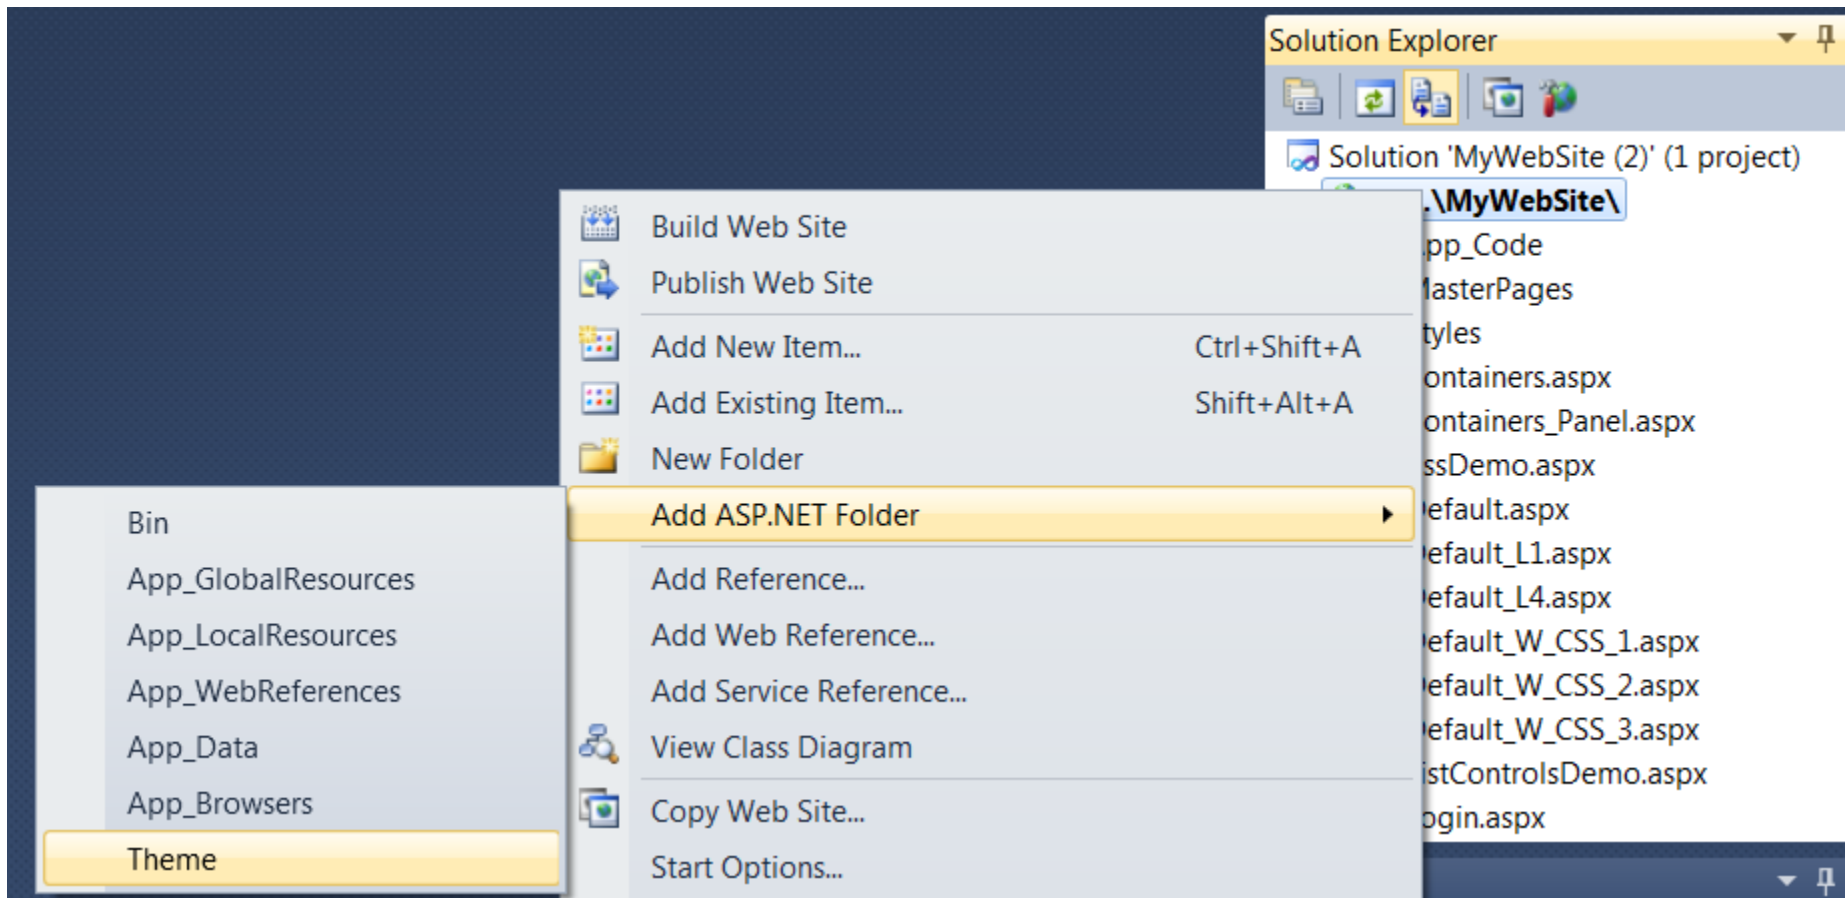 Solution Explorer
Solution 'MyWebSite (2)' (1 project)
.\MyWebSite\
pp_Code
MasterPages
tyles
ontainers.aspx
ontainers_Panel.aspx
ssDemo.aspx
efault.aspx
efault_L1.aspx
efault_L4.aspx
efault_W_CSS_1.aspx
efault_W_CSS_2.aspx
efault_W_CSS_3.aspx
istControlsDemo.aspx
ogin.aspx
Build Web Site
Publish Web Site
Add New Item... Ctrl+Shift+A
Add Existing Item... Shift+Alt+A
New Folder
Add ASP.NET Folder
Add Reference...
Add Web Reference...
Add Service Reference...
View Class Diagram
Copy Web Site...
Start Options...
Bin
App_GlobalResources
App_LocalResources
App_WebReferences
App_Data
App_Browsers
Theme